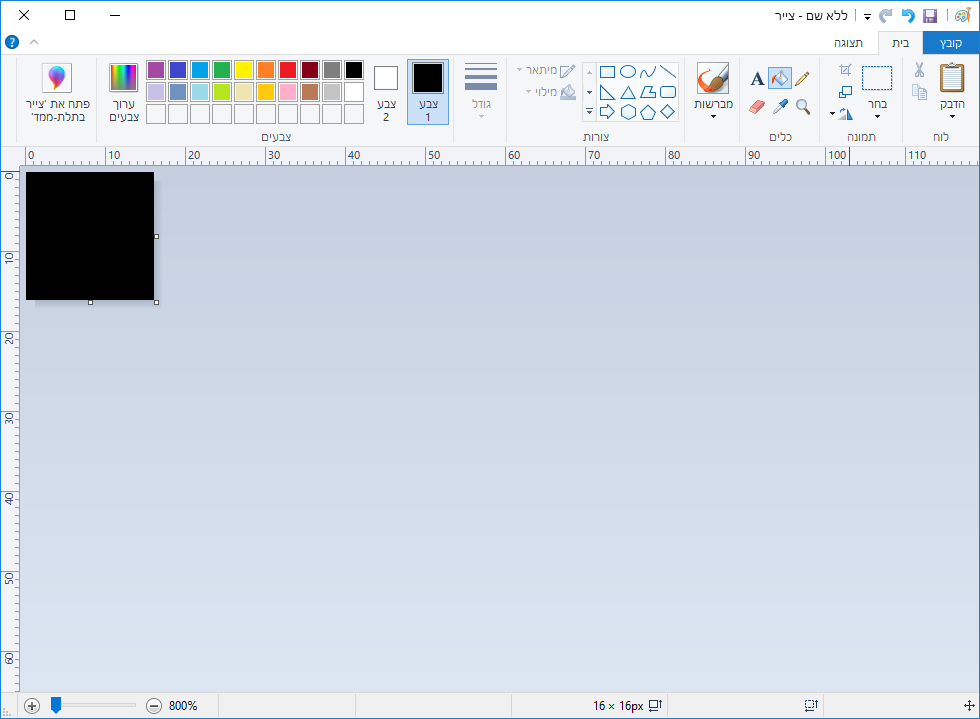 ללא שם - צייר
קובץ
בית
תצוגה
הדבק
לוח
בחר
תמונה
A
כלים
מברשות
מיתאר
מילוי
צורות
גודל
צבע
1
צבע
2
ערוך
צבעים
צבעים
פתח את 'צייר
בתלת-ממד'
?
0 10 20 30 40 50 60 70 80 90 100 110
0
10
20
30
40
50
60
16 × 16px
800%